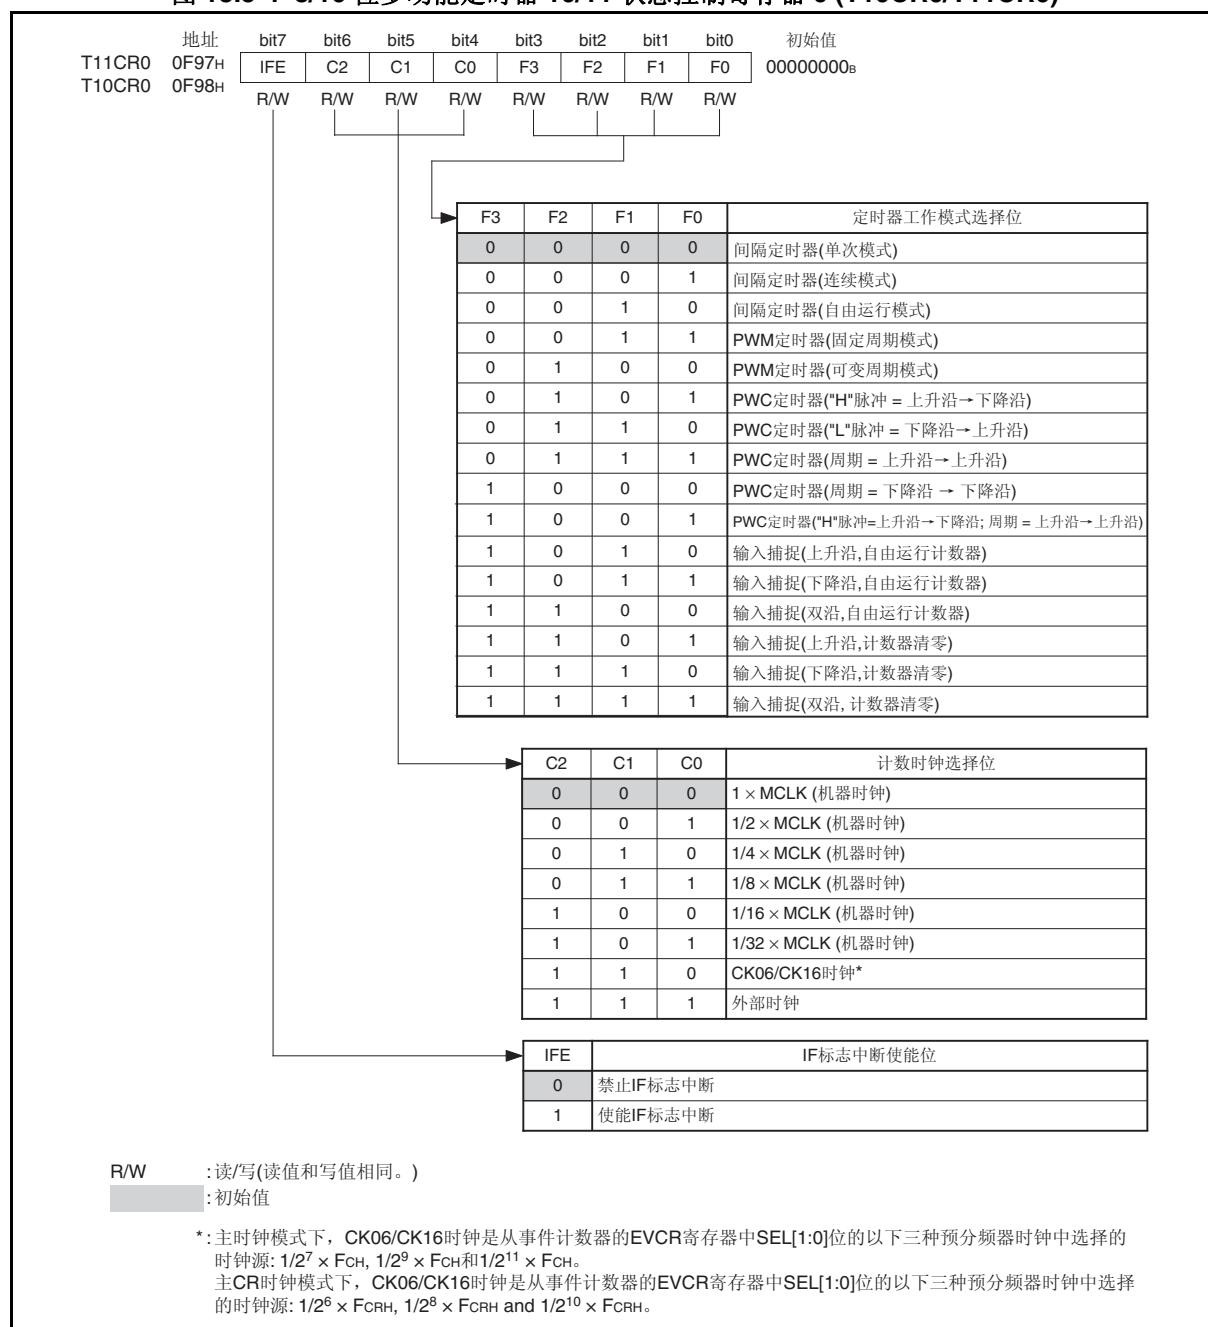 地址 bit7 bit6 bit5 bit4 bit3 bit2 bit1 bit0 初始值
T11CR0 0F97H IFE C2 C1 C0 F3 F2 F1 F0 00000000B
T10CR0 0F98H
R/W R/W R/W R/W R/W R/W R/W R/W
F3 F2 F1 F0 定时器工作模式选择位
0 0 0 0 间隔定时器(单次模式)
0 0 0 1 间隔定时器(连续模式)
0 0 1 0 间隔定时器(自由运行模式)
0 0 1 1 PWM定时器(固定周期模式)
0 1 0 0 PWM定时器(可变周期模式)
0 1 0 1 PWC定时器("H"脉冲 = 上升沿→下降沿)
0 1 1 0 PWC定时器("L"脉冲 = 下降沿→上升沿)
0 1 1 1 PWC定时器(周期 = 上升沿→上升沿)
1 0 0 0 PWC定时器(周期 = 下降沿 → 下降沿)
1 0 0 1 PWC定时器("H"脉冲=上升沿→下降沿; 周期 = 上升沿→上升沿)
1 0 1 0 输入捕捉(上升沿,自由运行计数器)
1 0 1 1 输入捕捉(下降沿,自由运行计数器)
1 1 0 0 输入捕捉(双沿,自由运行计数器)
1 1 0 1 输入捕捉(上升沿,计数器清零)
1 1 1 0 输入捕捉(下降沿,计数器清零)
1 1 1 1 输入捕捉(双沿, 计数器清零)
C2 C1 C0 计数时钟选择位
0 0 0 1 × MCLK (机器时钟)
0 0 1 1/2 × MCLK (机器时钟)
0 1 0 1/4 × MCLK (机器时钟)
0 1 1 1/8 × MCLK (机器时钟)
1 0 0 1/16 × MCLK (机器时钟)
1 0 1 1/32 × MCLK (机器时钟)
1 1 0 CK06/CK16时钟*
1 1 1 外部时钟
IFE IF标志中断使能位
0 禁止IF标志中断
1 使能IF标志中断
R/W :读/写(读值和写值相同。)
:初始值
*:主时钟模式下，CK06/CK16时钟是从事件计数器的EVCR寄存器中SEL[1:0]位的以下三种预分频器时钟中选择的
时钟源: 1/2⁷ × FCH, 1/2⁹ × FCH和1/2¹¹ × FCH。
主CR时钟模式下，CK06/CK16时钟是从事件计数器的EVCR寄存器中SEL[1:0]位的以下三种预分频器时钟中选择
的时钟源: 1/2⁶ × FCRH, 1/2⁸ × FCRH and 1/2¹⁰ × FCRH。